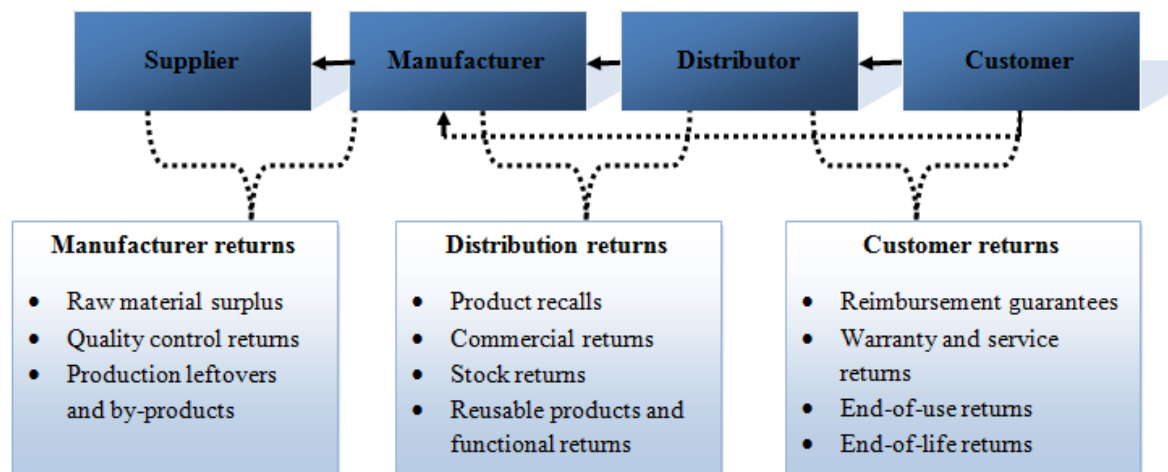 Supplier
Manufacturer
Distributor
Customer
Manufacturer returns
• Raw material surplus
• Quality control returns
• Production leftovers
and by-products
Distribution returns
• Product recalls
• Commercial returns
• Stock returns
• Reusable products and
functional returns
Customer returns
• Reimbursement guarantees
• Warranty and service
returns
• End-of-use returns
• End-of-life returns